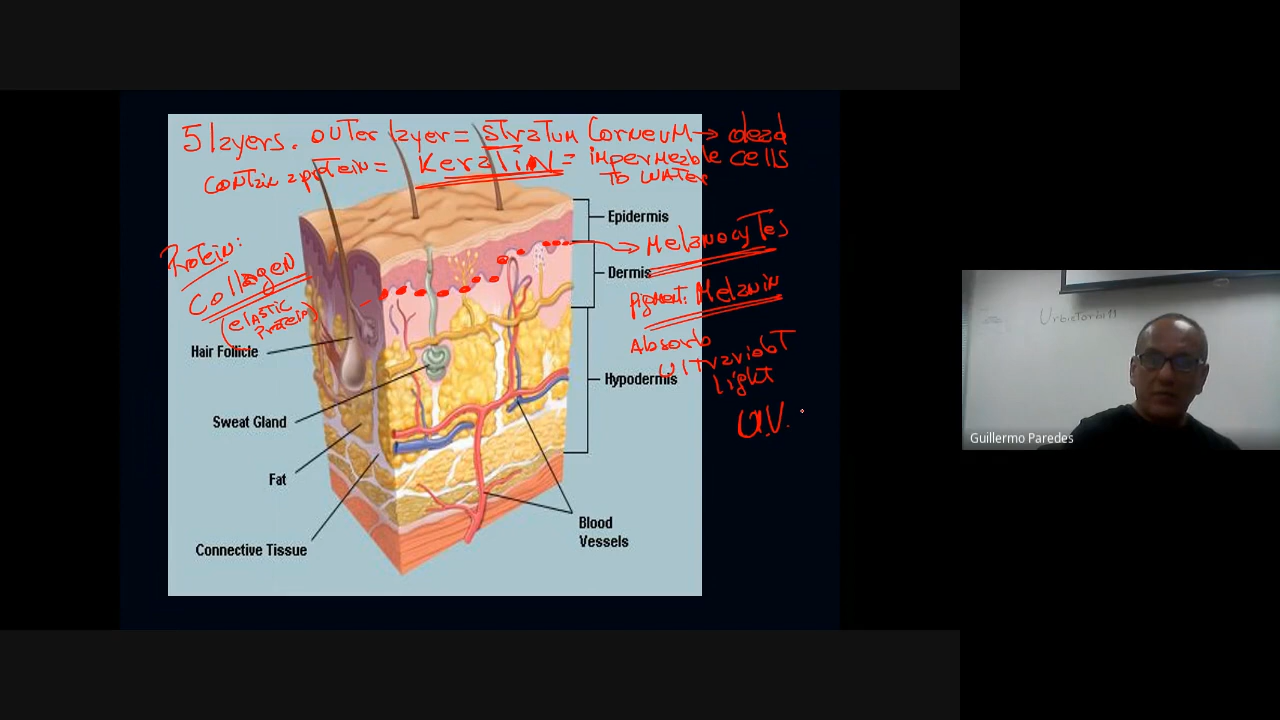 5 layers. outer layer = stratum corneum → dead
contain a protein = Keratin = impermeable cells
to water
Epidermis
Melanocytes
Protein:
Collagen
(elastic
protein)
Dermis
pigment: Melanin
Absorb
Ultraviolet
light
U.V.
Hair Follicle
Hypodermis
Sweat Gland
Fat
Blood
Vessels
Connective Tissue
Urbietorbi11
Guillermo Paredes